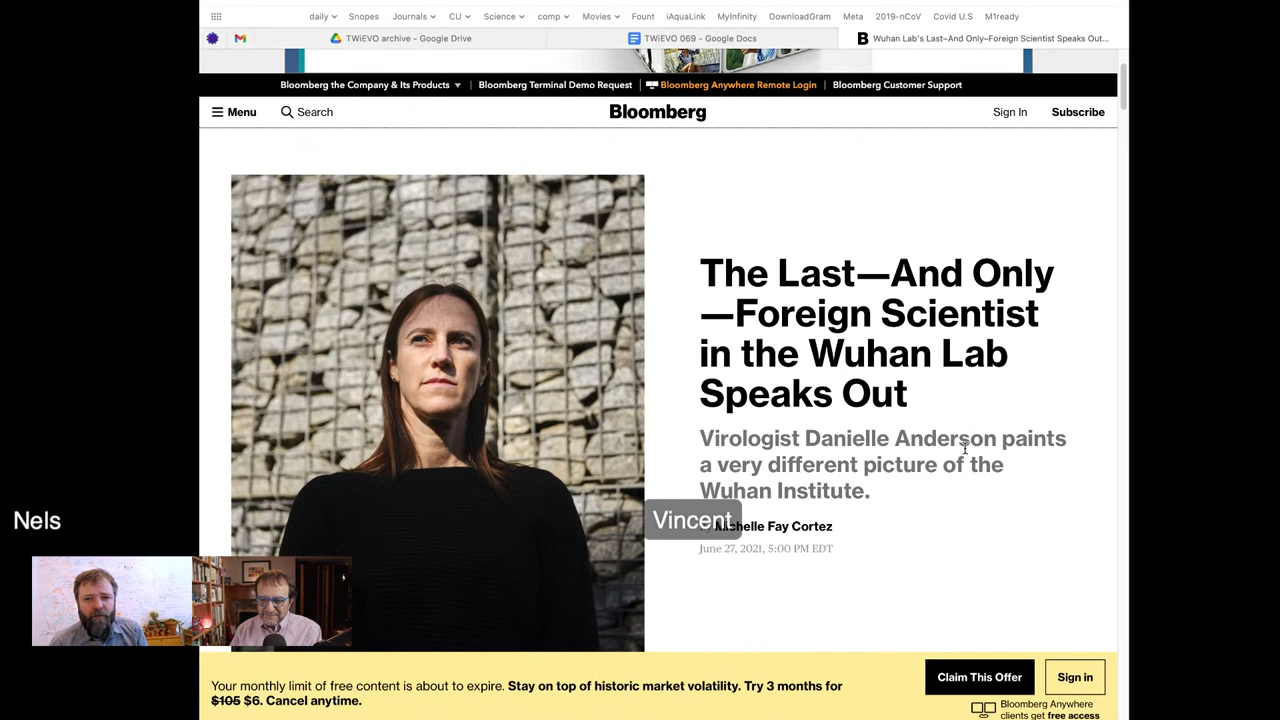 daily Snopes Journals CU Science comp Movies Fount iAquaLink MyInfinity DownloadGram Meta 2019-nCoV Covid U.S M1ready
TWiEVO archive - Google Drive
TWiEVO 069 - Google Docs
Wuhan Lab's Last–And Only–Foreign Scientist Speaks Out...
Bloomberg the Company & Its Products
Bloomberg Terminal Demo Request
Bloomberg Anywhere Remote Login
Bloomberg Customer Support
Menu
Search
Bloomberg
Sign In
Subscribe
The Last—And Only
—Foreign Scientist
in the Wuhan Lab
Speaks Out
Virologist Danielle Anderson paints
a very different picture of the
Wuhan Institute.
Michelle Fay Cortez
June 27, 2021, 5:00 PM EDT
Nels
Vincent
Your monthly limit of free content is about to expire. Stay on top of historic market volatility. Try 3 months for
$105 $6. Cancel anytime.
Claim This Offer
Sign in
Bloomberg Anywhere
clients get free access